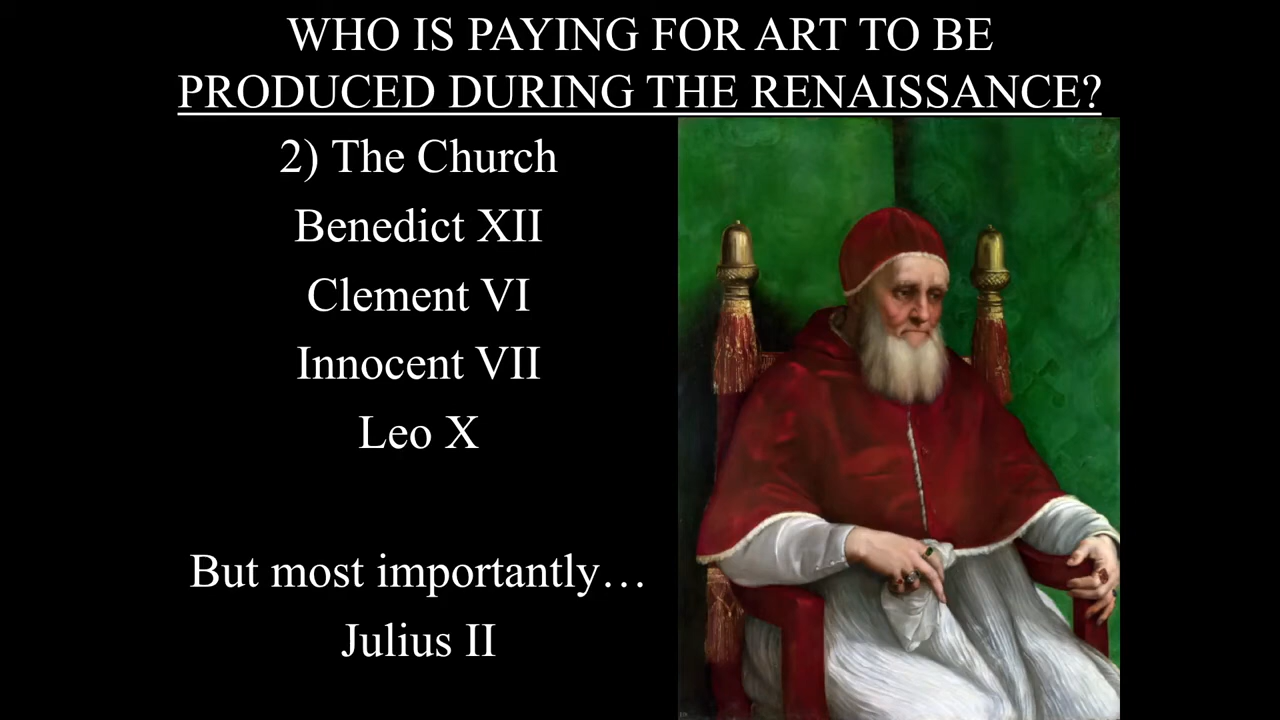 WHO IS PAYING FOR ART TO BE
PRODUCED DURING THE RENAISSANCE?
2) The Church
Benedict XII
Clement VI
Innocent VII
Leo X
But most importantly…
Julius II